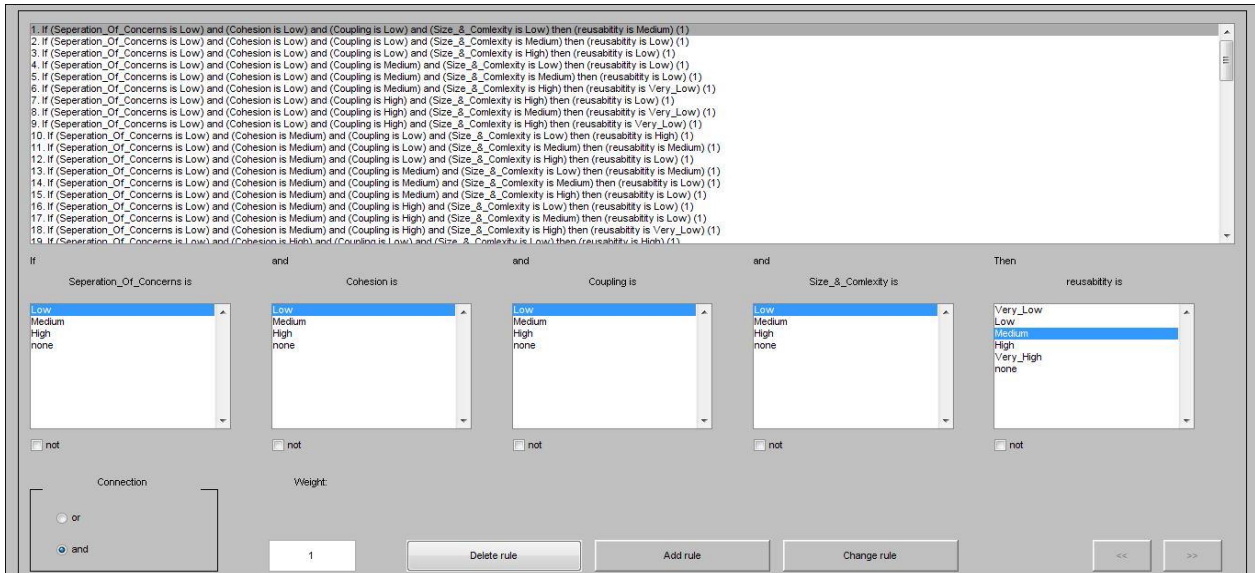 1. If (Seperation_Of_Concerns is Low) and (Cohesion is Low) and (Coupling is Low) and (Size_&_Comlexity is Low) then (reusabitity is Medium) (1)
2. If (Seperation_Of_Concerns is Low) and (Cohesion is Low) and (Coupling is Low) and (Size_&_Comlexity is Medium) then (reusabitity is Low) (1)
3. If (Seperation_Of_Concerns is Low) and (Cohesion is Low) and (Coupling is Low) and (Size_&_Comlexity is High) then (reusabitity is Low) (1)
4. If (Seperation_Of_Concerns is Low) and (Cohesion is Low) and (Coupling is Medium) and (Size_&_Comlexity is Low) then (reusabitity is Low) (1)
5. If (Seperation_Of_Concerns is Low) and (Cohesion is Low) and (Coupling is Medium) and (Size_&_Comlexity is Medium) then (reusabitity is Low) (1)
6. If (Seperation_Of_Concerns is Low) and (Cohesion is Low) and (Coupling is Medium) and (Size_&_Comlexity is High) then (reusabitity is Very_Low) (1)
7. If (Seperation_Of_Concerns is Low) and (Cohesion is Low) and (Coupling is High) and (Size_&_Comlexity is High) then (reusabitity is Low) (1)
8. If (Seperation_Of_Concerns is Low) and (Cohesion is Low) and (Coupling is High) and (Size_&_Comlexity is Medium) then (reusabitity is Very_Low) (1)
9. If (Seperation_Of_Concerns is Low) and (Cohesion is Low) and (Coupling is High) and (Size_&_Comlexity is High) then (reusabitity is Very_Low) (1)
10. If (Seperation_Of_Concerns is Low) and (Cohesion is Medium) and (Coupling is Low) and (Size_&_Comlexity is Low) then (reusabitity is High) (1)
11. If (Seperation_Of_Concerns is Low) and (Cohesion is Medium) and (Coupling is Low) and (Size_&_Comlexity is Medium) then (reusabitity is Medium) (1)
12. If (Seperation_Of_Concerns is Low) and (Cohesion is Medium) and (Coupling is Low) and (Size_&_Comlexity is High) then (reusabitity is Low) (1)
13. If (Seperation_Of_Concerns is Low) and (Cohesion is Medium) and (Coupling is Medium) and (Size_&_Comlexity is Low) then (reusabitity is Medium) (1)
14. If (Seperation_Of_Concerns is Low) and (Cohesion is Medium) and (Coupling is Medium) and (Size_&_Comlexity is Medium) then (reusabitity is Low) (1)
15. If (Seperation_Of_Concerns is Low) and (Cohesion is Medium) and (Coupling is Medium) and (Size_&_Comlexity is High) then (reusabitity is Low) (1)
16. If (Seperation_Of_Concerns is Low) and (Cohesion is Medium) and (Coupling is High) and (Size_&_Comlexity is Low) then (reusabitity is Low) (1)
17. If (Seperation_Of_Concerns is Low) and (Cohesion is Medium) and (Coupling is High) and (Size_&_Comlexity is Medium) then (reusabitity is Low) (1)
18. If (Seperation_Of_Concerns is Low) and (Cohesion is Medium) and (Coupling is High) and (Size_&_Comlexity is High) then (reusabitity is Very_Low) (1)
19. If (Seperation_Of_Concerns is Low) and (Cohesion is High) and (Coupling is Low) and (Size_&_Comlexity is Low) then (reusabitity is High) (1)
If and and and Then
Seperation_Of_Concerns is Cohesion is Coupling is Size_&_Comlexity is reusabitity is
Low
Medium
High
none
Low
Medium
High
none
Low
Medium
High
none
Low
Medium
High
none
Very_Low
Low
Medium
High
Very_High
none
not not not not not
Connection
or
and
Weight:
1
Delete rule Add rule Change rule << >>